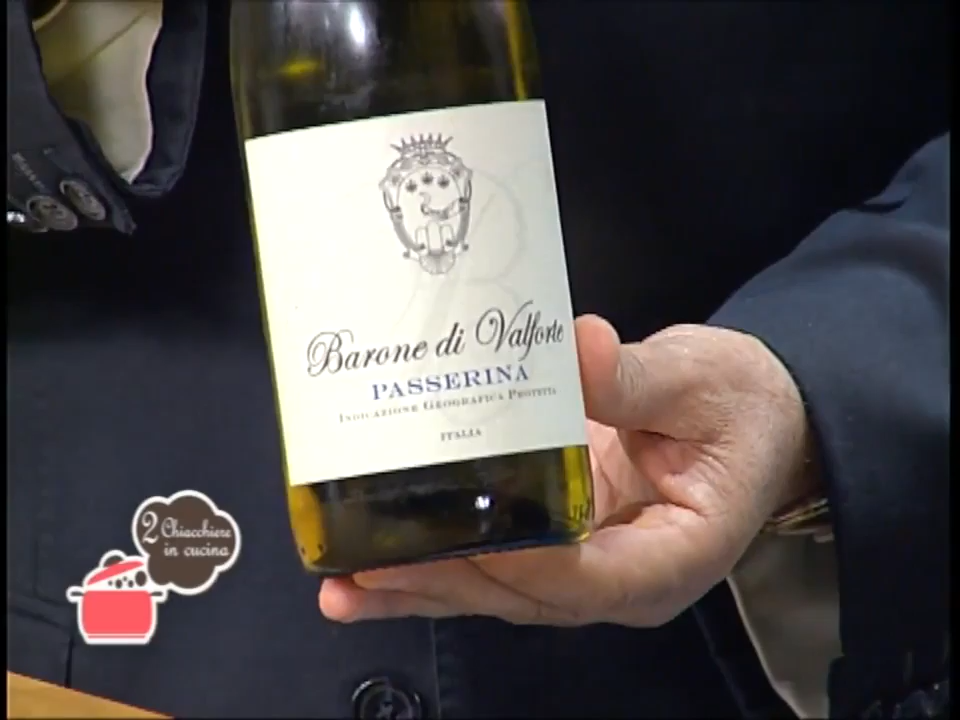 Barone di Valforte
PASSERINA
INDICAZIONE GEOGRAFICA PROTETTA
ITALIA
2 Chiacchiere
in cucina